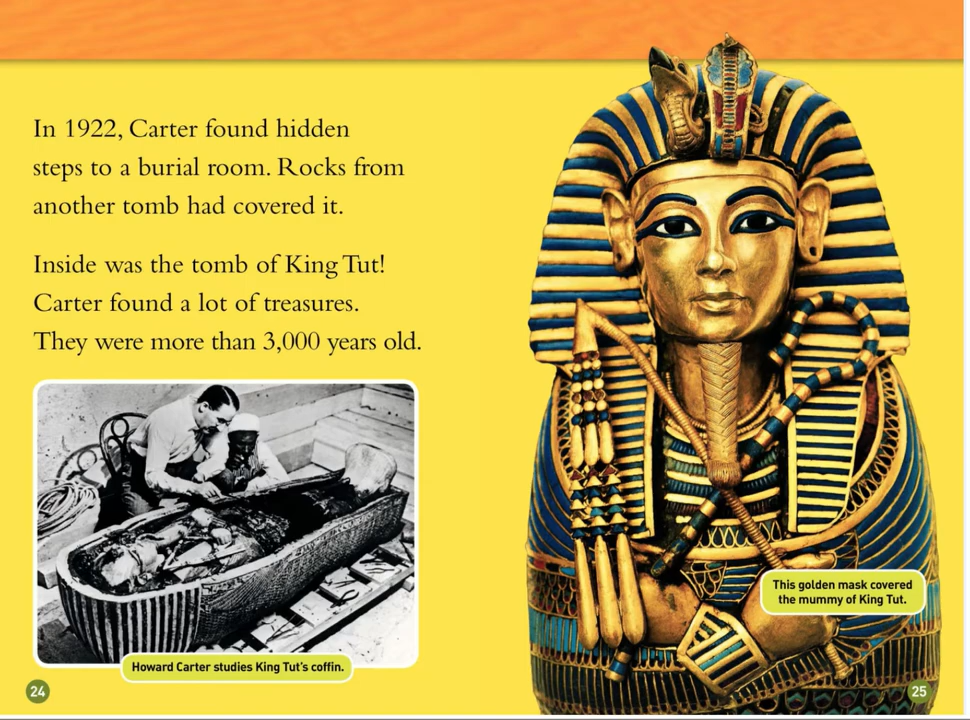 In 1922, Carter found hidden
steps to a burial room. Rocks from
another tomb had covered it.
Inside was the tomb of King Tut!
Carter found a lot of treasures.
They were more than 3,000 years old.
Howard Carter studies King Tut's coffin.
24
This golden mask covered
the mummy of King Tut.
25